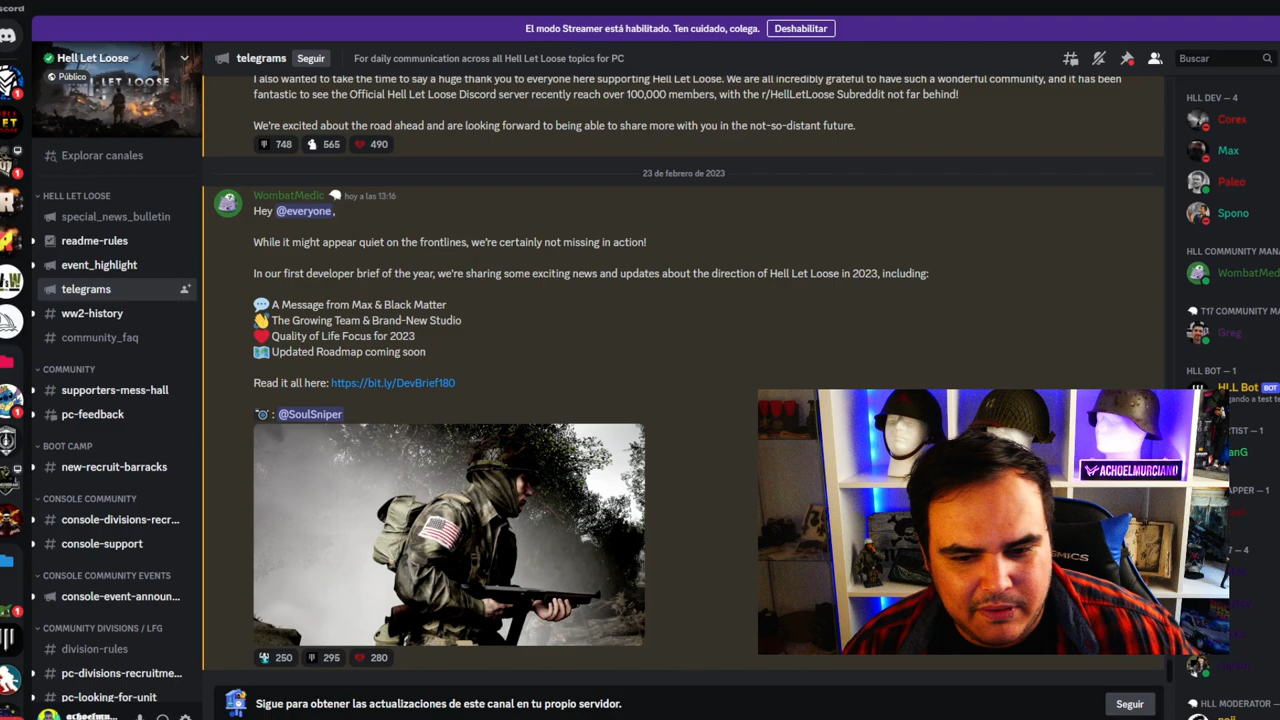 El modo Streamer está habilitado. Ten cuidado, colega.
Deshabilitar
Hell Let Loose
Público
LET LOOSE
Explorar canales
HELL LET LOOSE
special_news_bulletin
readme-rules
event_highlight
telegrams
ww2-history
community_faq
COMMUNITY
supporters-mess-hall
pc-feedback
BOOT CAMP
new-recruit-barracks
CONSOLE COMMUNITY
console-divisions-recr...
console-support
CONSOLE COMMUNITY EVENTS
console-event-announ...
COMMUNITY DIVISIONS / LFG
division-rules
pc-divisions-recruitme...
pc-looking-for-unit
telegrams
Seguir
For daily communication across all Hell Let Loose topics for PC
Buscar
I also wanted to take the time to say a huge thank you to everyone here supporting Hell Let Loose. We are all incredibly grateful to have such a wonderful community, and it has been
fantastic to see the Official Hell Let Loose Discord server recently reach over 100,000 members, with the r/HellLetLoose Subreddit not far behind!
We're excited about the road ahead and are looking forward to being able to share more with you in the not-so-distant future.
748 565 490
23 de febrero de 2023
WombatMedic hoy a las 13:16
Hey @everyone,
While it might appear quiet on the frontlines, we're certainly not missing in action!
In our first developer brief of the year, we're sharing some exciting news and updates about the direction of Hell Let Loose in 2023, including:
A Message from Max & Black Matter
The Growing Team & Brand-New Studio
Quality of Life Focus for 2023
Updated Roadmap coming soon
Read it all here: https://bit.ly/DevBrief180
: @SoulSniper
250 295 280
Sigue para obtener las actualizaciones de este canal en tu propio servidor.
Seguir
HLL DEV — 4
Corex
Max
Paleo
Spono
HLL COMMUNITY MANA
WombatMed
T17 COMMUNITY M
Greg
HLL BOT — 1
HLL Bot BOT
ACHOELMURCIANO
HLL MODERATOR